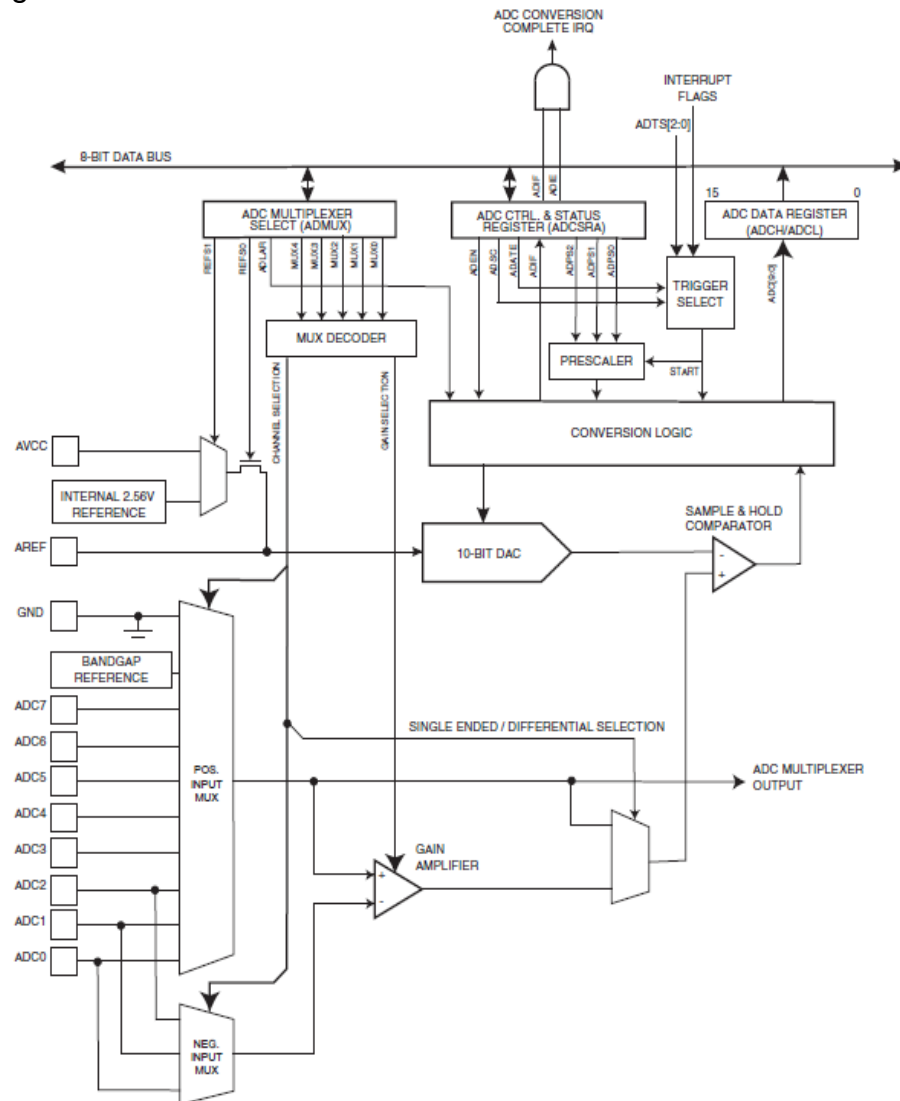 ADC CONVERSION
COMPLETE IRQ
INTERRUPT
FLAGS
ADTS[2:0]
8-BIT DATA BUS
ADIF
ADIE
15
0
ADC MULTIPLEXER
SELECT (ADMUX)
ADC CTRL. & STATUS
REGISTER (ADCSRA)
ADC DATA REGISTER
(ADCH/ADCL)
REFS1
REFS0
ADLAR
MUX4
MUX3
MUX2
MUX1
MUX0
ADEN
ADSC
ADATE
ADIF
ADPS2
ADPS1
ADPS0
TRIGGER
SELECT
ADC[9:0]
MUX DECODER
PRESCALER
START
CHANNEL SELECTION
GAIN SELECTION
CONVERSION LOGIC
AVCC
INTERNAL 2.56V
REFERENCE
SAMPLE & HOLD
COMPARATOR
AREF
10-BIT DAC
-
+
GND
BANDGAP
REFERENCE
ADC7
SINGLE ENDED / DIFFERENTIAL SELECTION
ADC6
ADC5
POS.
INPUT
MUX
ADC MULTIPLEXER
OUTPUT
ADC4
ADC3
GAIN
AMPLIFIER
+
-
ADC2
ADC1
ADC0
NEG.
INPUT
MUX